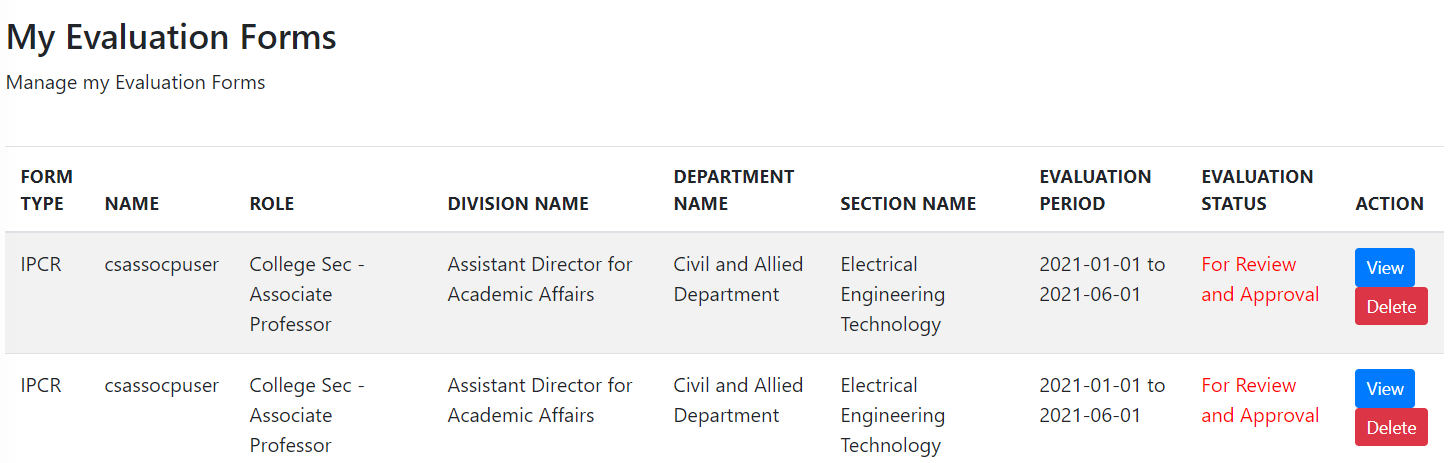 My Evaluation Forms
Manage my Evaluation Forms
FORM TYPE NAME ROLE DIVISION NAME DEPARTMENT NAME SECTION NAME EVALUATION PERIOD EVALUATION STATUS ACTION
IPCR csassocpuser College Sec - Assistant Director for Civil and Allied Electrical 2021-01-01 to For Review View
Associate Academic Affairs Department Engineering 2021-06-01 and Approval Delete
Professor Technology
IPCR csassocpuser College Sec - Assistant Director for Civil and Allied Electrical 2021-01-01 to For Review View
Associate Academic Affairs Department Engineering 2021-06-01 and Approval Delete
Professor Technology